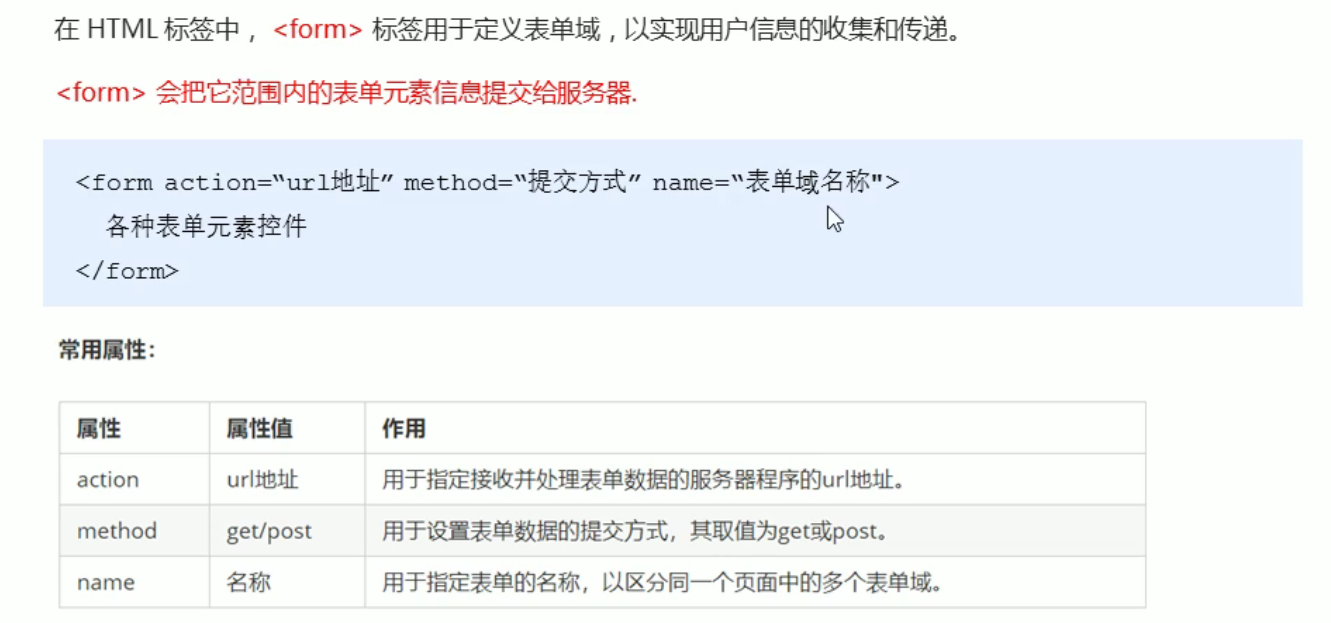 在 HTML 标签中，<form> 标签用于定义表单域，以实现用户信息的收集和传递。
<form> 会把它范围内的表单元素信息提交给服务器.
<form action=“url地址” method=“提交方式” name=“表单域名称">
各种表单元素控件
</form>
常用属性：
属性 属性值 作用
action url地址 用于指定接收并处理表单数据的服务器程序的url地址。
method get/post 用于设置表单数据的提交方式，其取值为get或post。
name 名称 用于指定表单的名称，以区分同一个页面中的多个表单域。